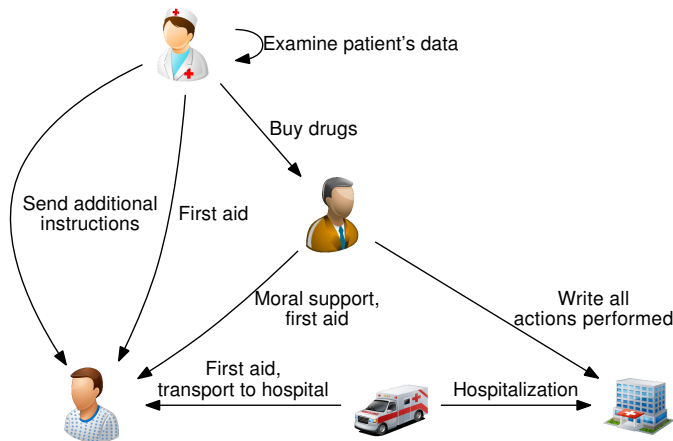 Examine patient's data
Buy drugs
Send additional
instructions
First aid
Moral support,
first aid
Write all
actions performed
First aid,
transport to hospital
Hospitalization